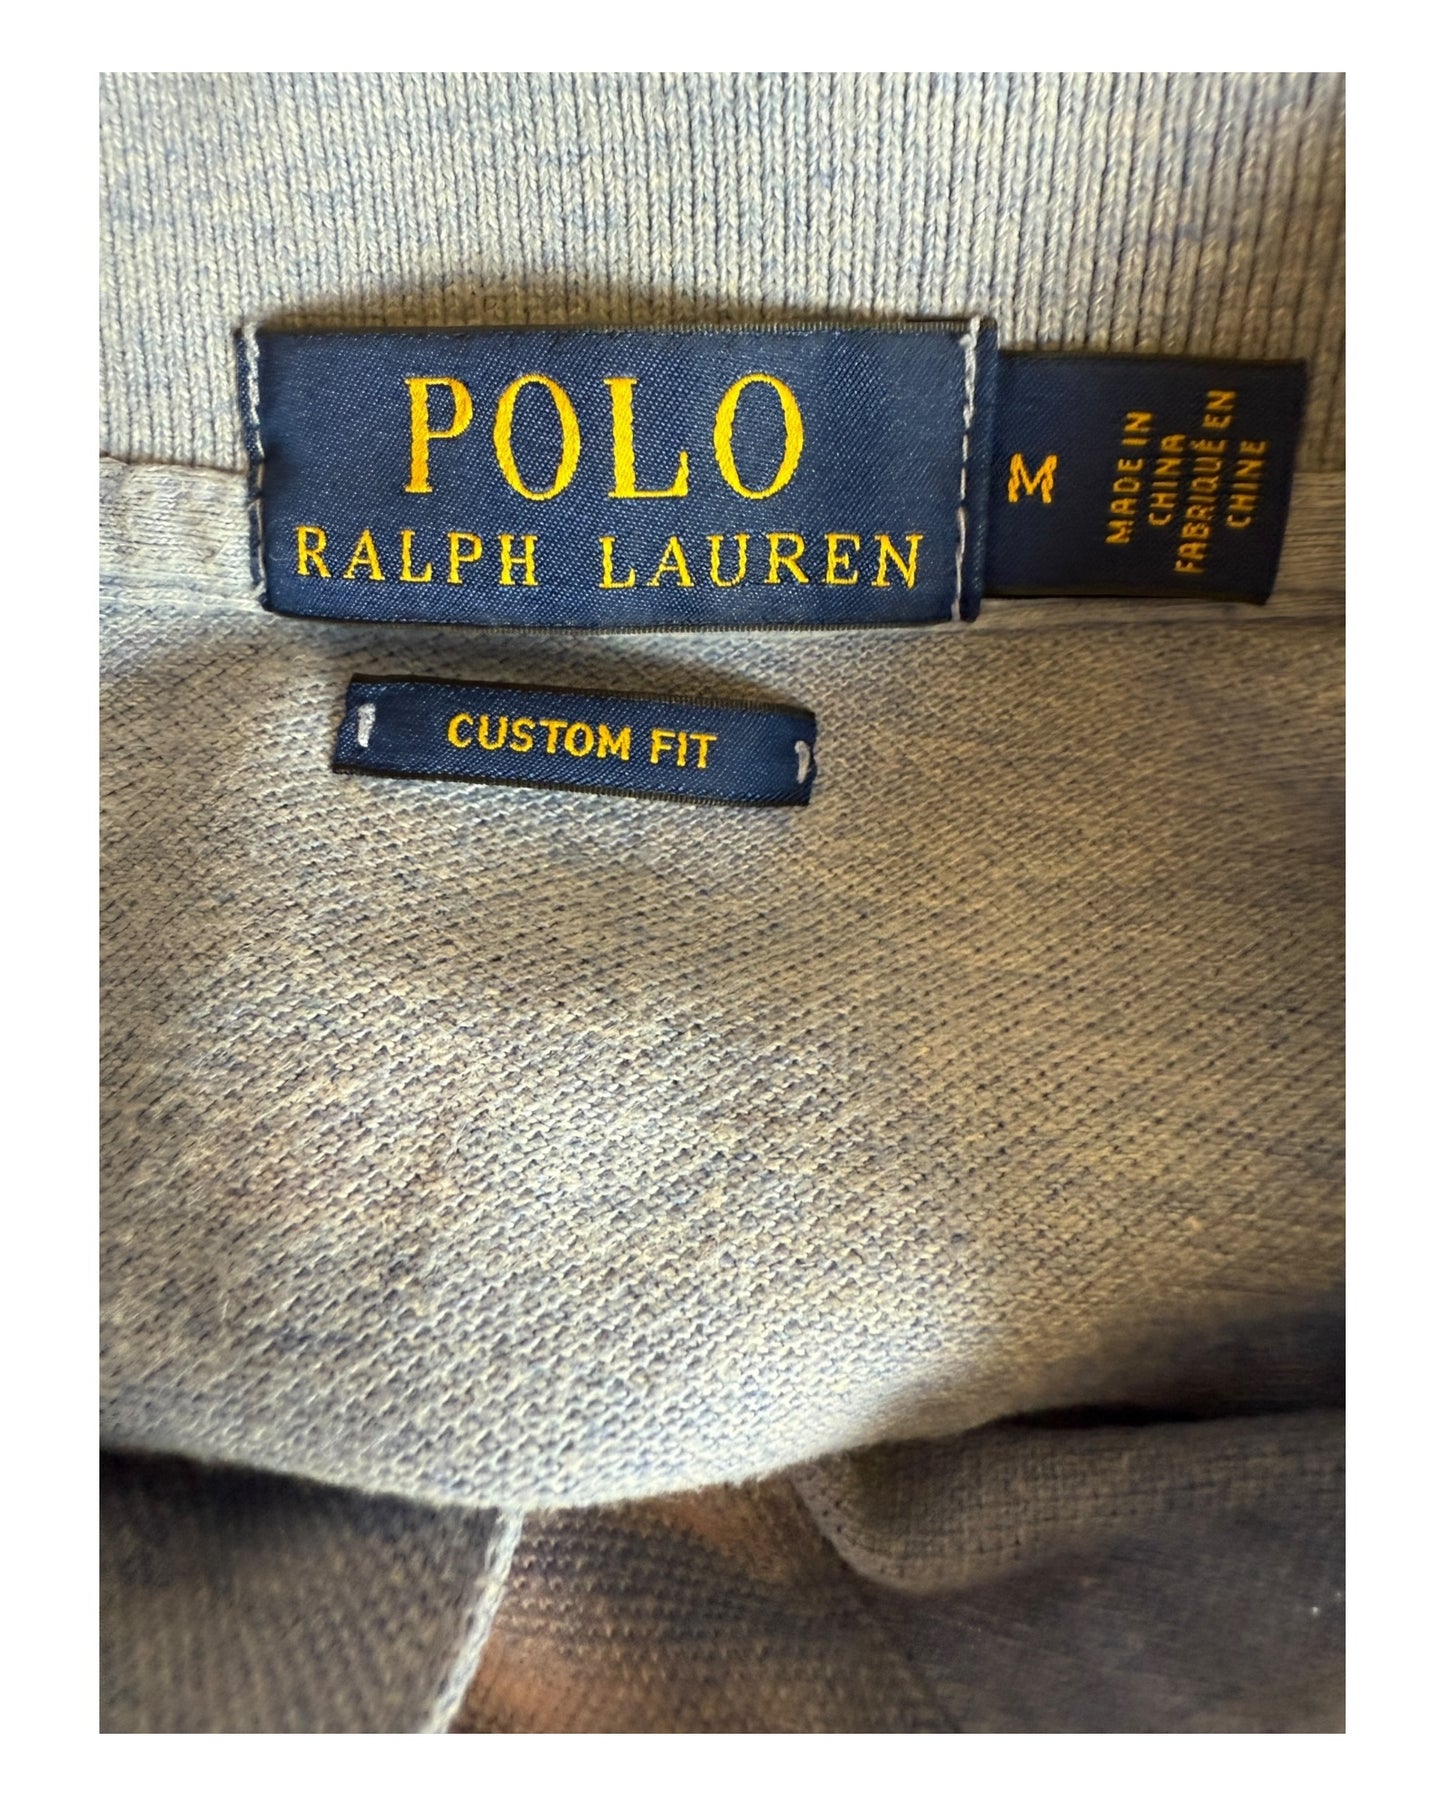 POLO
RALPH LAUREN
M
MADE IN
CHINA
FABRIQUÉ EN
CHINE
CUSTOM FIT